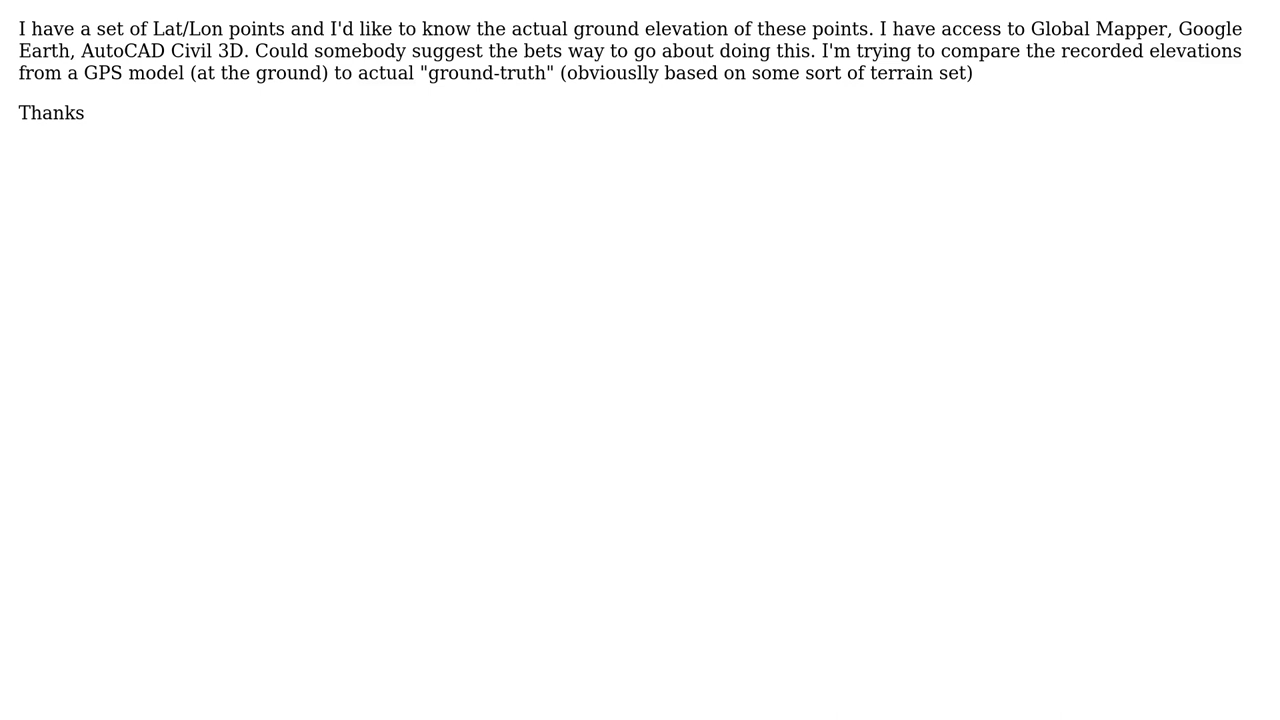 I have a set of Lat/Lon points and I'd like to know the actual ground elevation of these points. I have access to Global Mapper, Google
Earth, AutoCAD Civil 3D. Could somebody suggest the bets way to go about doing this. I'm trying to compare the recorded elevations
from a GPS model (at the ground) to actual "ground-truth" (obviouslly based on some sort of terrain set)
Thanks